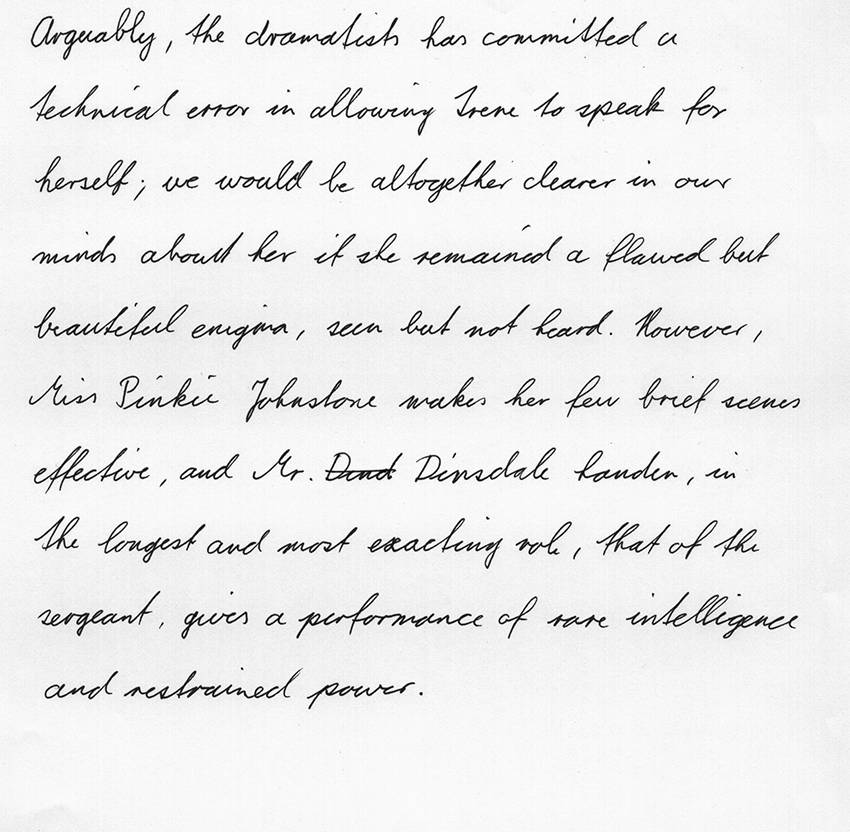 Arguably, the dramatists has committed a
technical error in allowing Irene to speak for
herself; we would be altogether clearer in our
minds about her if she remained a flawed but
beautiful enigma, seen but not heard. However,
Miss Pinkie Johnstone makes her few brief scenes
effective, and Mr. Dinsdale Landen, in
the longest and most exacting role, that of the
sergeant, gives a performance of rare intelligence
and restrained power.